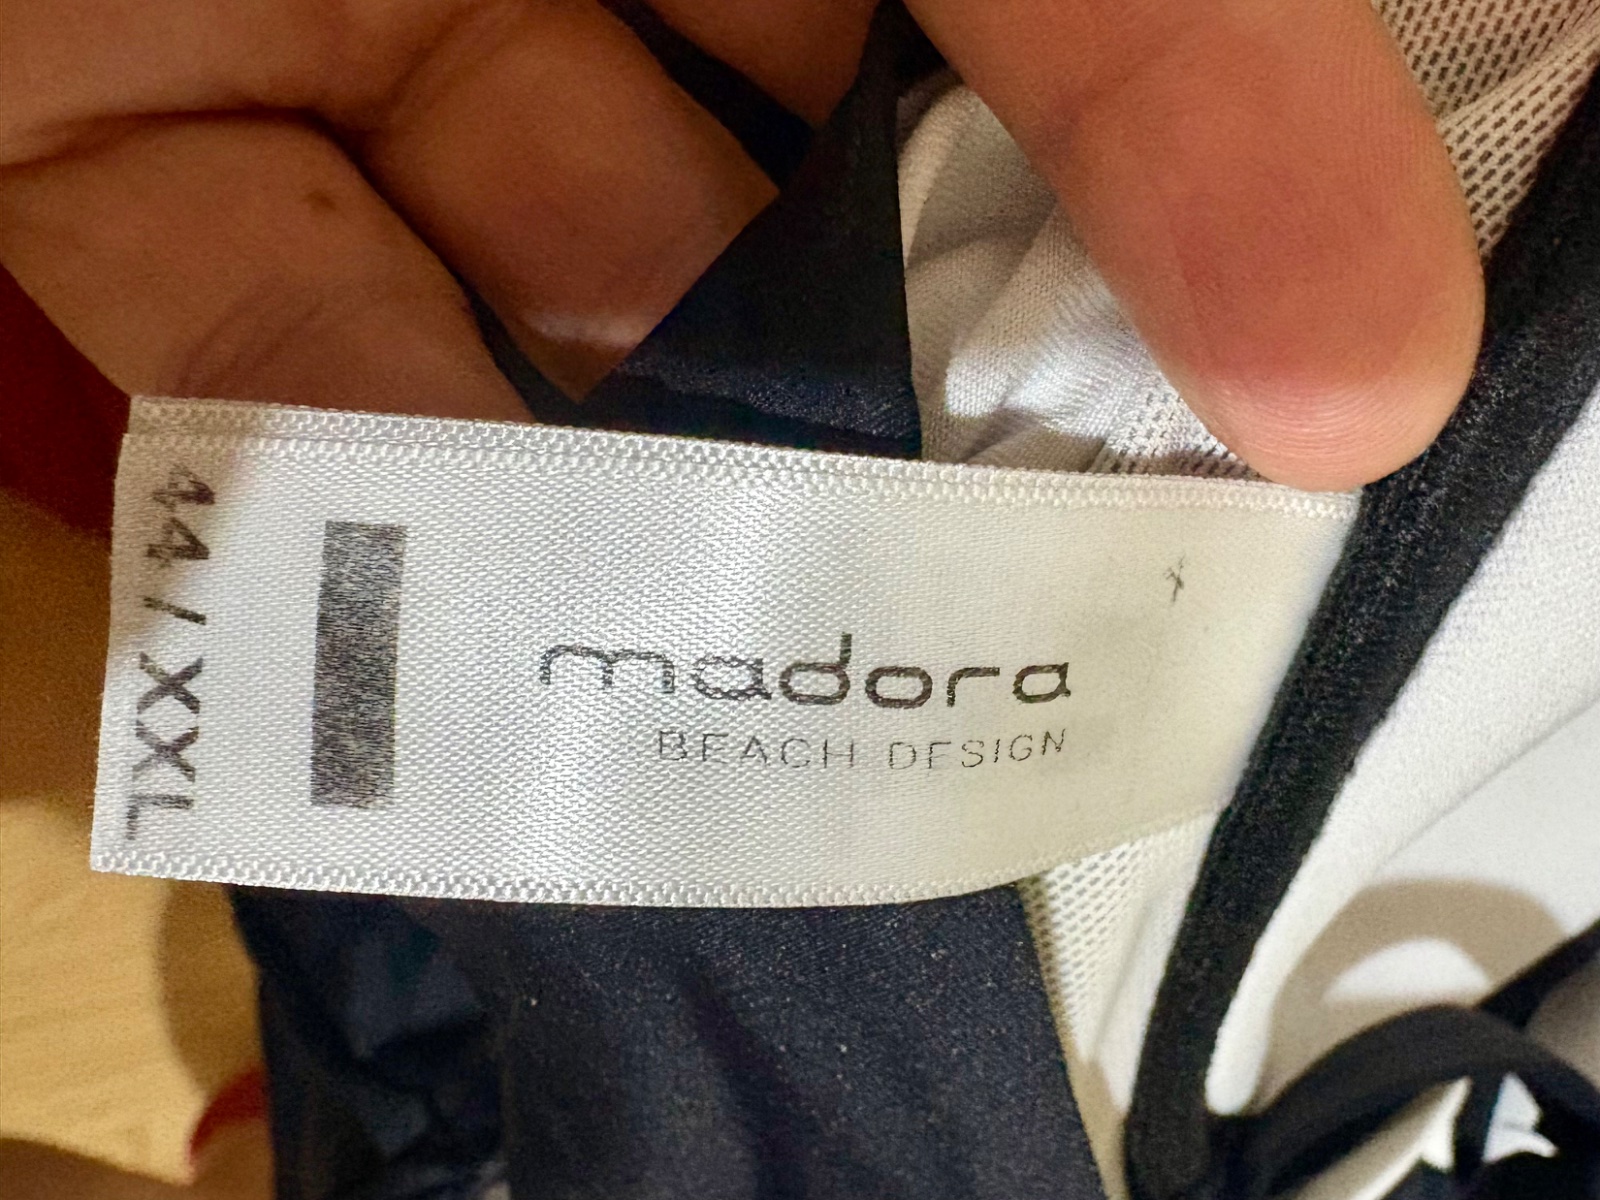 madora
BEACH DESIGN
44 / XXL